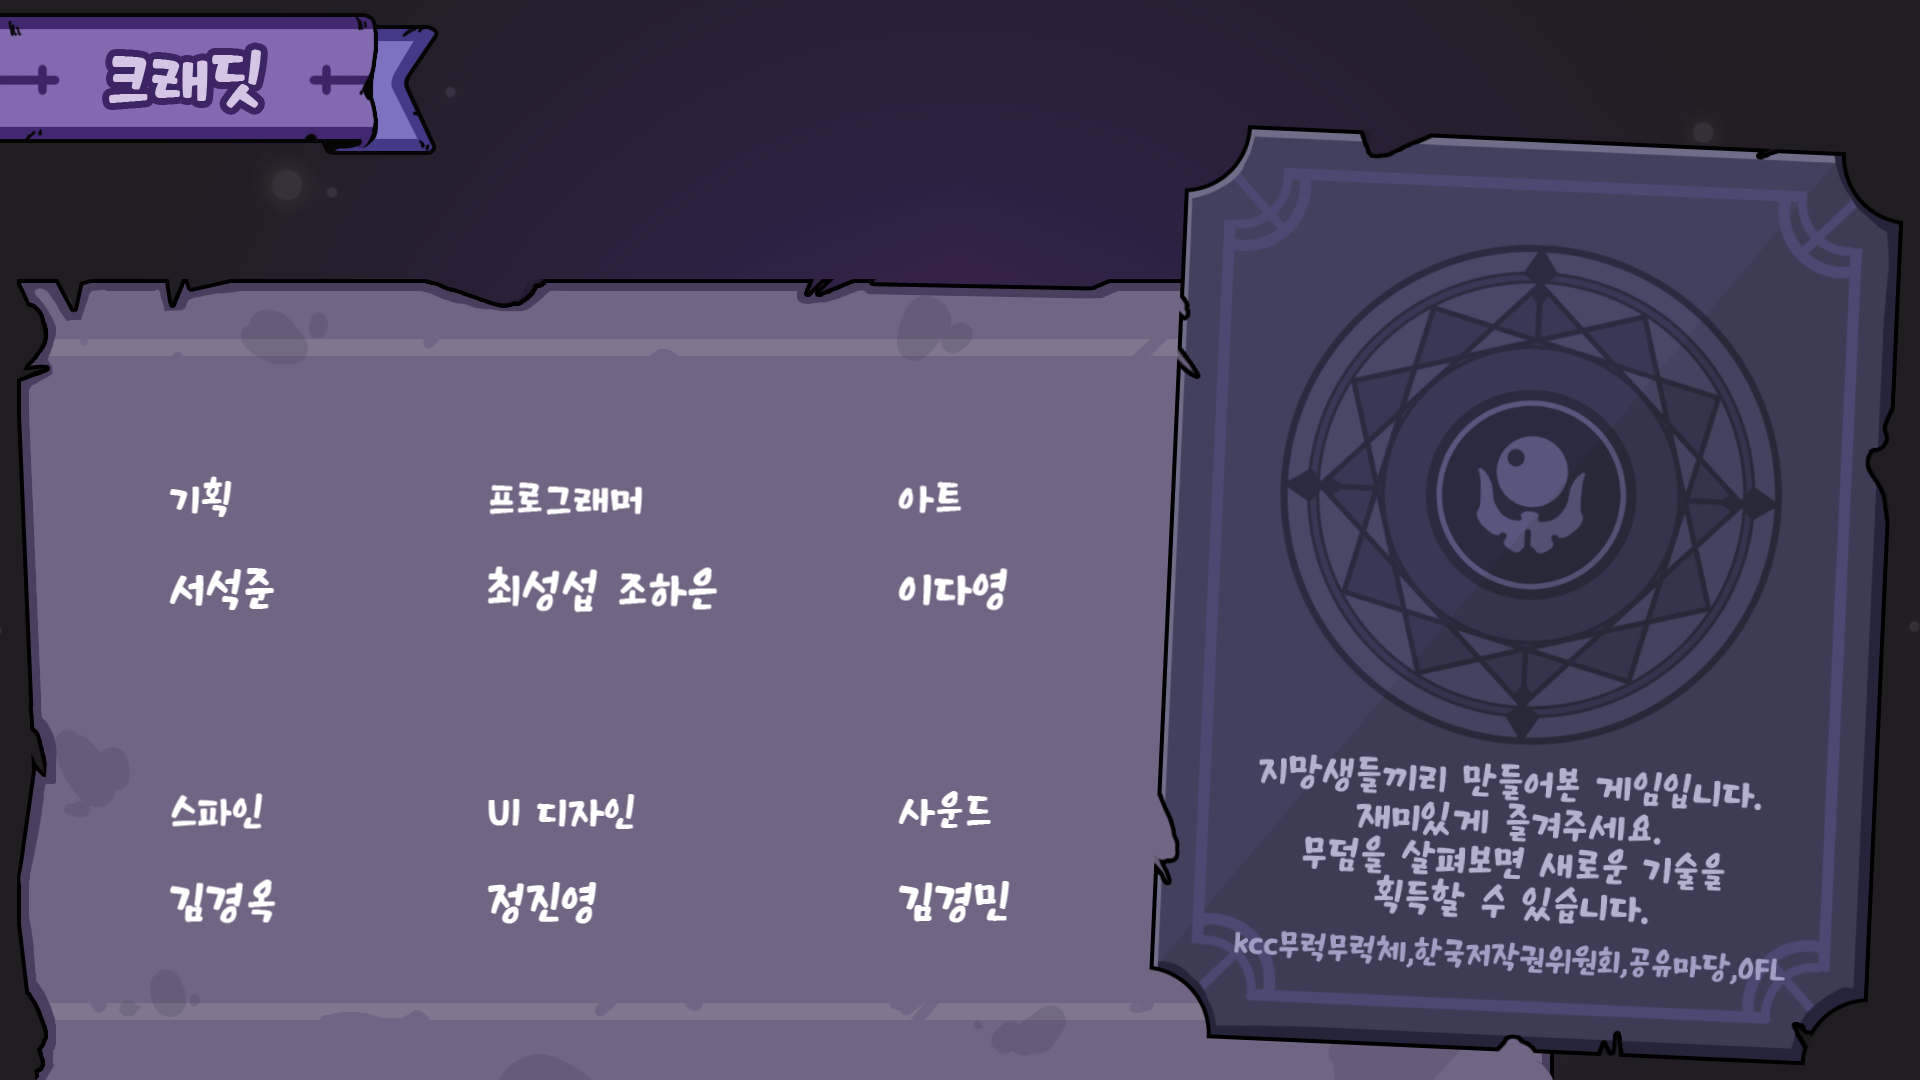 크래딧
기획 프로그래머 아트
서석준 최성섭 조하은 이다영
스파인 UI 디자인 사운드
김경옥 정진영 김경민
지망생들끼리 만들어본 게임입니다.
재미있게 즐겨주세요.
무덤을 살펴보면 새로운 기술을
획득할 수 있습니다.
kcc무럭무럭체,한국저작권위원회,공유마당,OFL